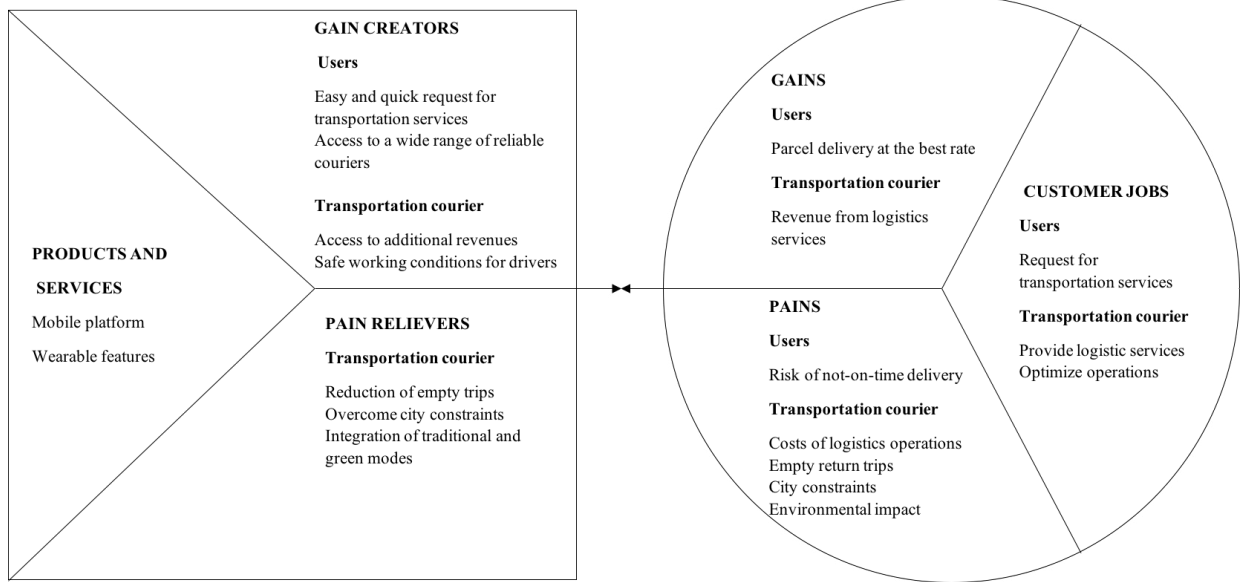 GAIN CREATORS
Users
Easy and quick request for
transportation services
Access to a wide range of reliable
couriers
Transportation courier
Access to additional revenues
Safe working conditions for drivers
PRODUCTS AND
SERVICES
Mobile platform
Wearable features
PAIN RELIEVERS
Transportation courier
Reduction of empty trips
Overcome city constraints
Integration of traditional and
green modes
GAINS
Users
Parcel delivery at the best rate
Transportation courier
Revenue from logistics
services
PAINS
Users
Risk of not-on-time delivery
Transportation courier
Costs of logistics operations
Empty return trips
City constraints
Environmental impact
CUSTOMER JOBS
Users
Request for
transportation services
Transportation courier
Provide logistic services
Optimize operations